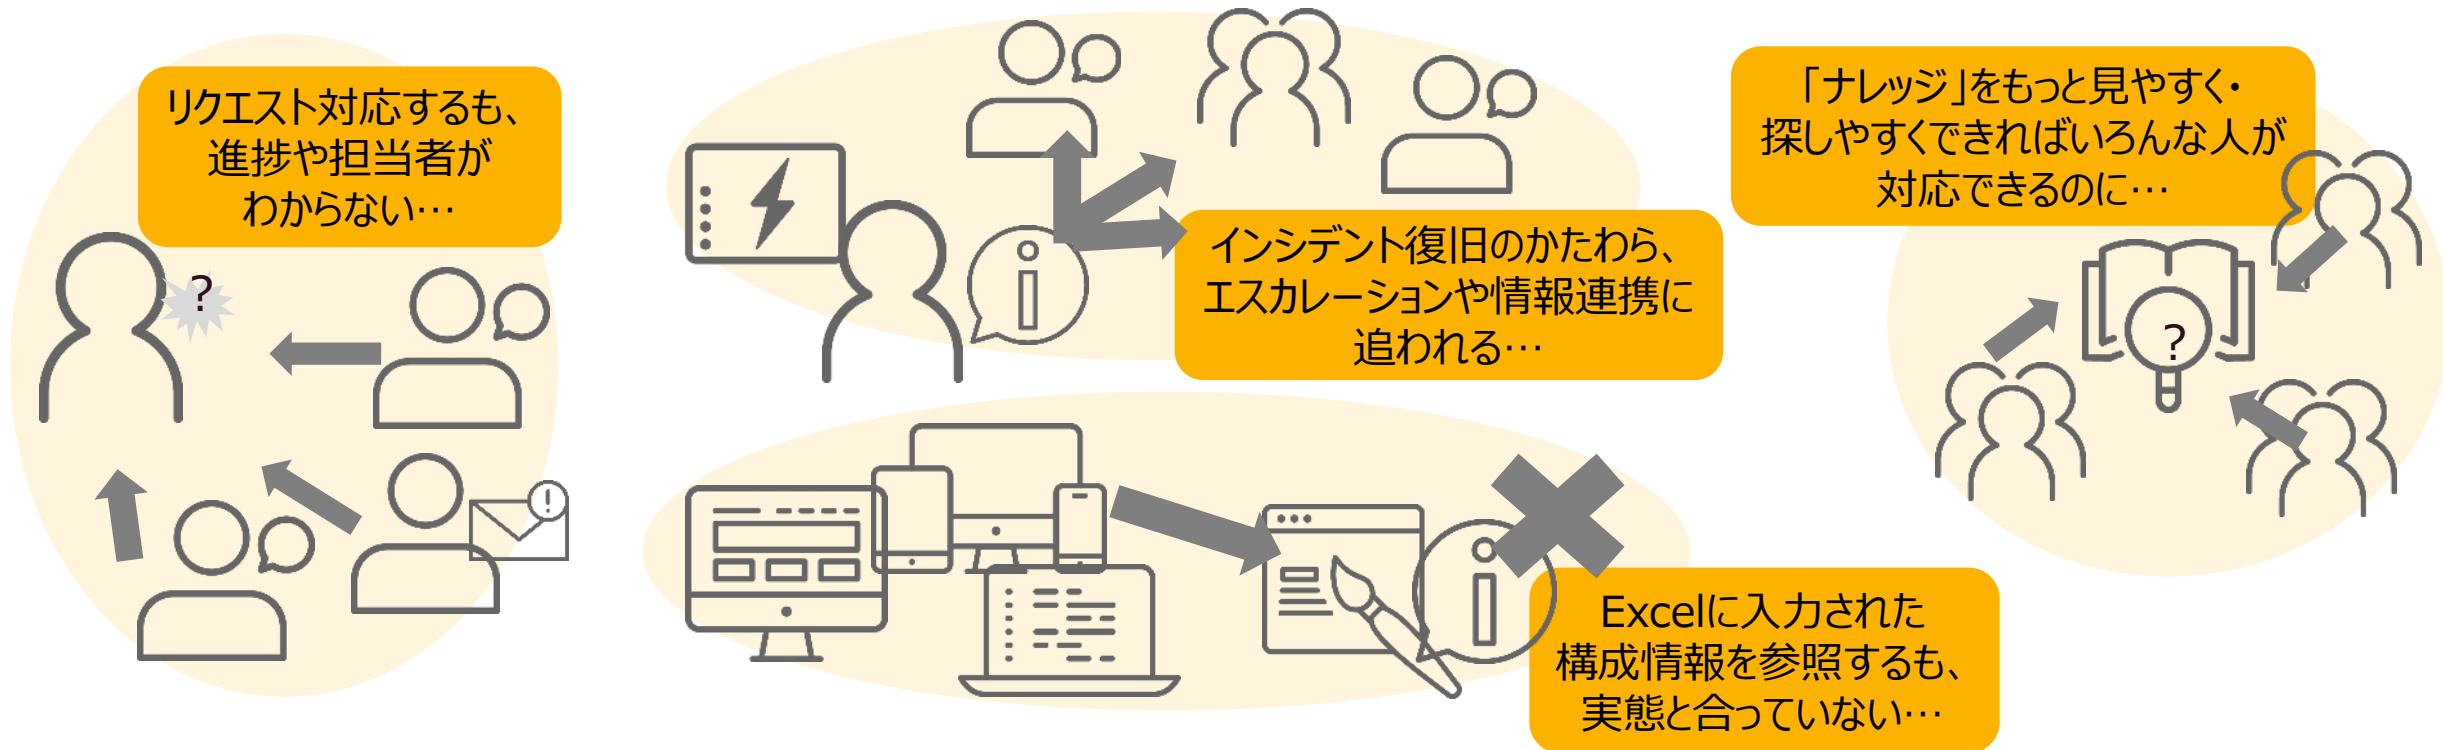 リクエスト対応するも、
進捗や担当者が
わからない…
?
インシデント復旧のかたわら、
エスカレーションや情報連携に
追われる…
「ナレッジ」をもっと見やすく・
探しやすくできればいろんな人が
対応できるのに…
?
Excelに入力された
構成情報を参照するも、
実態と合っていない…